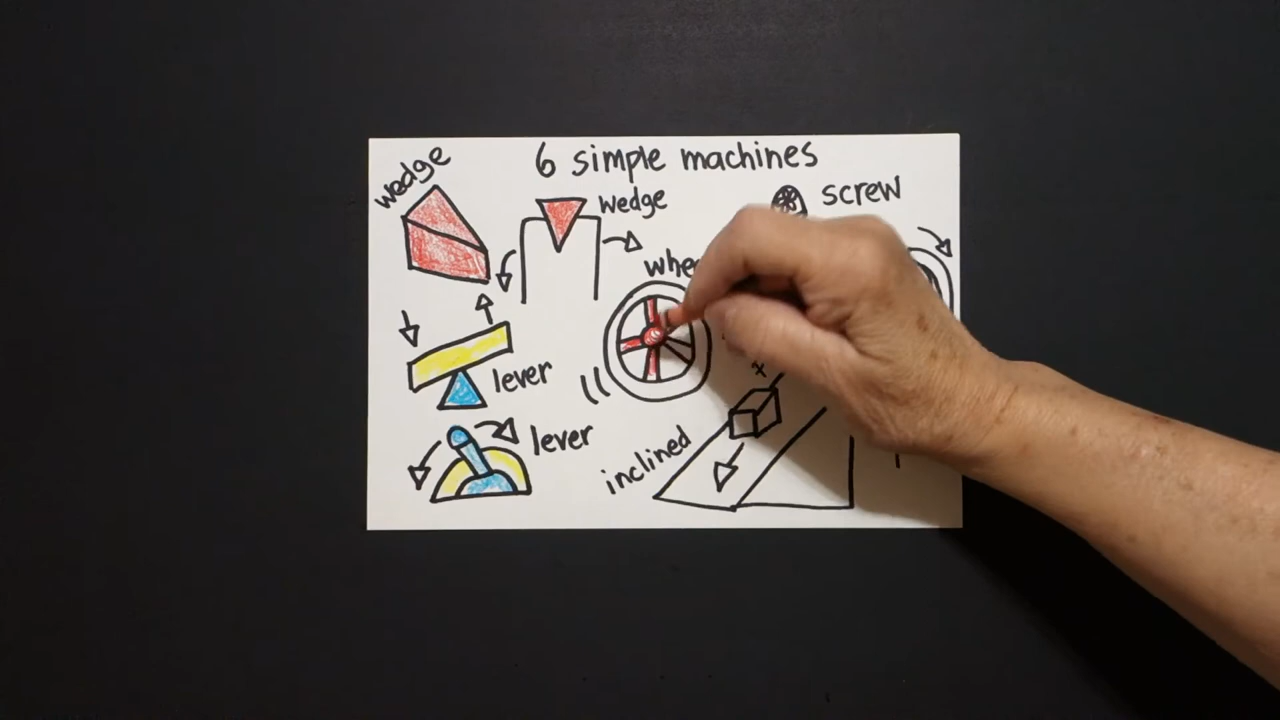 6 simple machines
wedge
wedge
screw
lever
lever
inclined